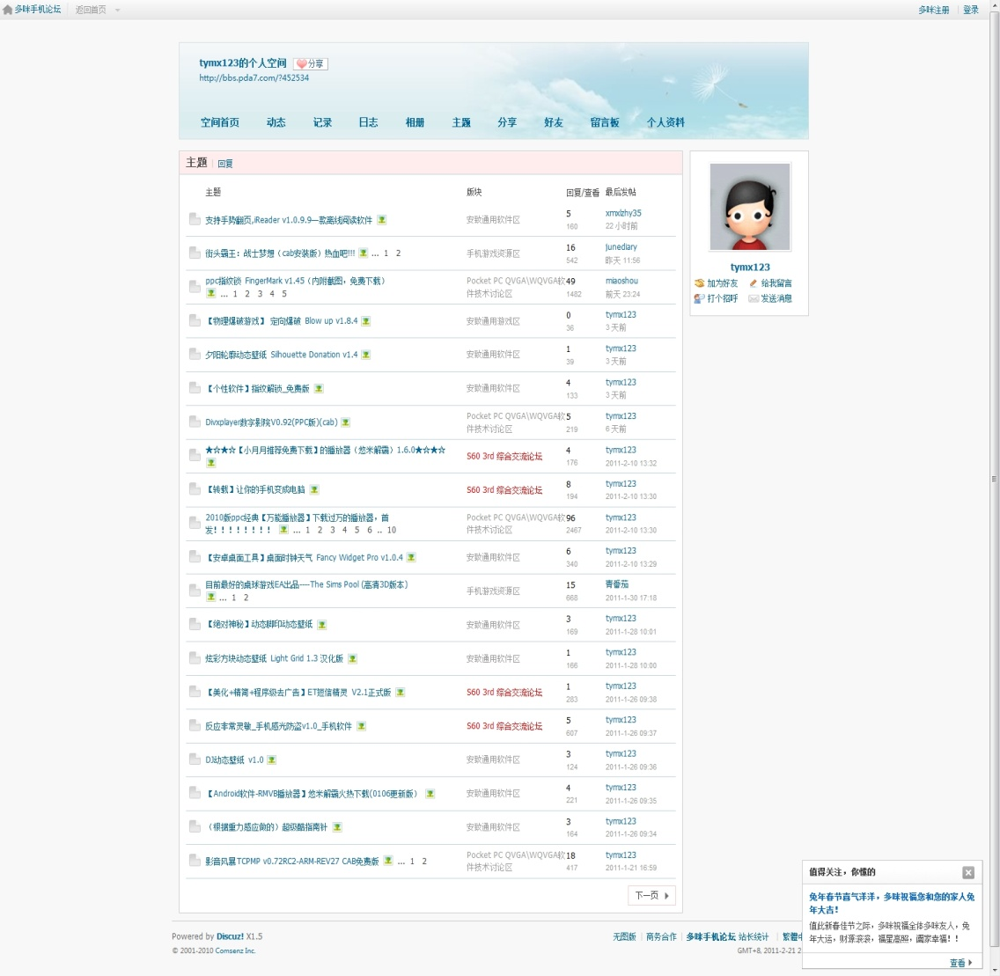 多咪手机论坛 返回首页 多咪注册 登录
tymx123的个人空间 分享
http://bbs.pda7.com/?452534
空间首页 动态 记录 日志 相册 主题 分享 好友 留言板 个人资料
主题 回复
主题 版块 回复/查看 最后发帖
支持手势翻页,iReader v1.0.9.9—款离线阅读软件 安致通用软件区 5 xmxlzhy35
160 22 小时前
街头霸王：战士梦想（cab安装版）热血吧!!! ... 1 2 手机游戏资源区 16 junediary
542 昨天 11:56
ppc指纹锁 FingerMark v1.45（内附截图，免费下载） Pocket PC QVGA\WQVGA软 49 miaoshou
... 1 2 3 4 5 件技术讨论区 1482 前天 23:24
【物理爆破游戏】 定向爆破 Blow up v1.8.4 安致通用游戏区 0 tymx123
36 3 天前
夕阳轮廓动态壁纸 Silhouette Donation v1.4 安致通用软件区 1 tymx123
39 3 天前
【个性软件】指纹解锁_免费版 安致通用软件区 4 tymx123
133 3 天前
Divxplayer数字影院V0.92(PPC版)(cab) Pocket PC QVGA\WQVGA软 5 tymx123
件技术讨论区 219 6 天前
★☆★☆【小月月推荐免费下载】的播放器（悠米解霸）1.6.0★☆★☆ S60 3rd 综合交流论坛 4 tymx123
176 2011-2-10 13:32
【转载】让你的手机变成电脑 S60 3rd 综合交流论坛 8 tymx123
194 2011-2-10 13:30
2010版ppc经典【万能播放器】下载过万的播放器，首 Pocket PC QVGA\WQVGA软 96 tymx123
发！！！！！！！！ ... 1 2 3 4 5 6 .. 10 件技术讨论区 2467 2011-2-10 13:30
【安卓桌面工具】桌面时钟天气 Fancy Widget Pro v1.0.4 安致通用软件区 6 tymx123
340 2011-2-10 13:29
目前最好的桌球游戏EA出品----The Sims Pool (高清3D版本) 手机游戏资源区 15 青番茄
... 1 2 668 2011-1-30 17:18
【绝对神秘】动态脚印动态壁纸 安致通用软件区 3 tymx123
169 2011-1-28 10:01
炫彩方块动态壁纸 Light Grid 1.3 汉化版 安致通用软件区 1 tymx123
166 2011-1-28 10:00
【美化+精简+程序级去广告】ET短信精灵 V2.1正式版 S60 3rd 综合交流论坛 1 tymx123
283 2011-1-26 09:38
反应非常灵敏_手机感光防盗v1.0_手机软件 S60 3rd 综合交流论坛 5 tymx123
607 2011-1-26 09:37
DJ动态壁纸 v1.0 安致通用软件区 3 tymx123
124 2011-1-26 09:36
【Android软件-RMVB播放器】悠米解霸火热下载(0106更新版） 安致通用软件区 4 tymx123
221 2011-1-26 09:35
（根据重力感应做的）超级酷指南针 安致通用软件区 3 tymx123
164 2011-1-26 09:34
影音风暴TCPMP v0.72RC2-ARM-REV27 CAB免费版 ... 1 2 Pocket PC QVGA\WQVGA软 18 tymx123
件技术讨论区 417 2011-1-21 16:59
下一页
tymx123
加为好友 给我留言
打个招呼 发送消息
值得关注，你懂的
兔年春节喜气洋洋，多咪祝福您和您的家人兔
年大吉！
值此新春佳节之际，多咪祝福全体多咪友人，兔
年大运，财源滚滚，福星高照，阖家幸福！！
查看
Powered by Discuz! X1.5 无图版 商务合作 多咪手机论坛 站长统计 繁體中
© 2001-2010 Comsenz Inc. GMT+8, 2011-2-21 2